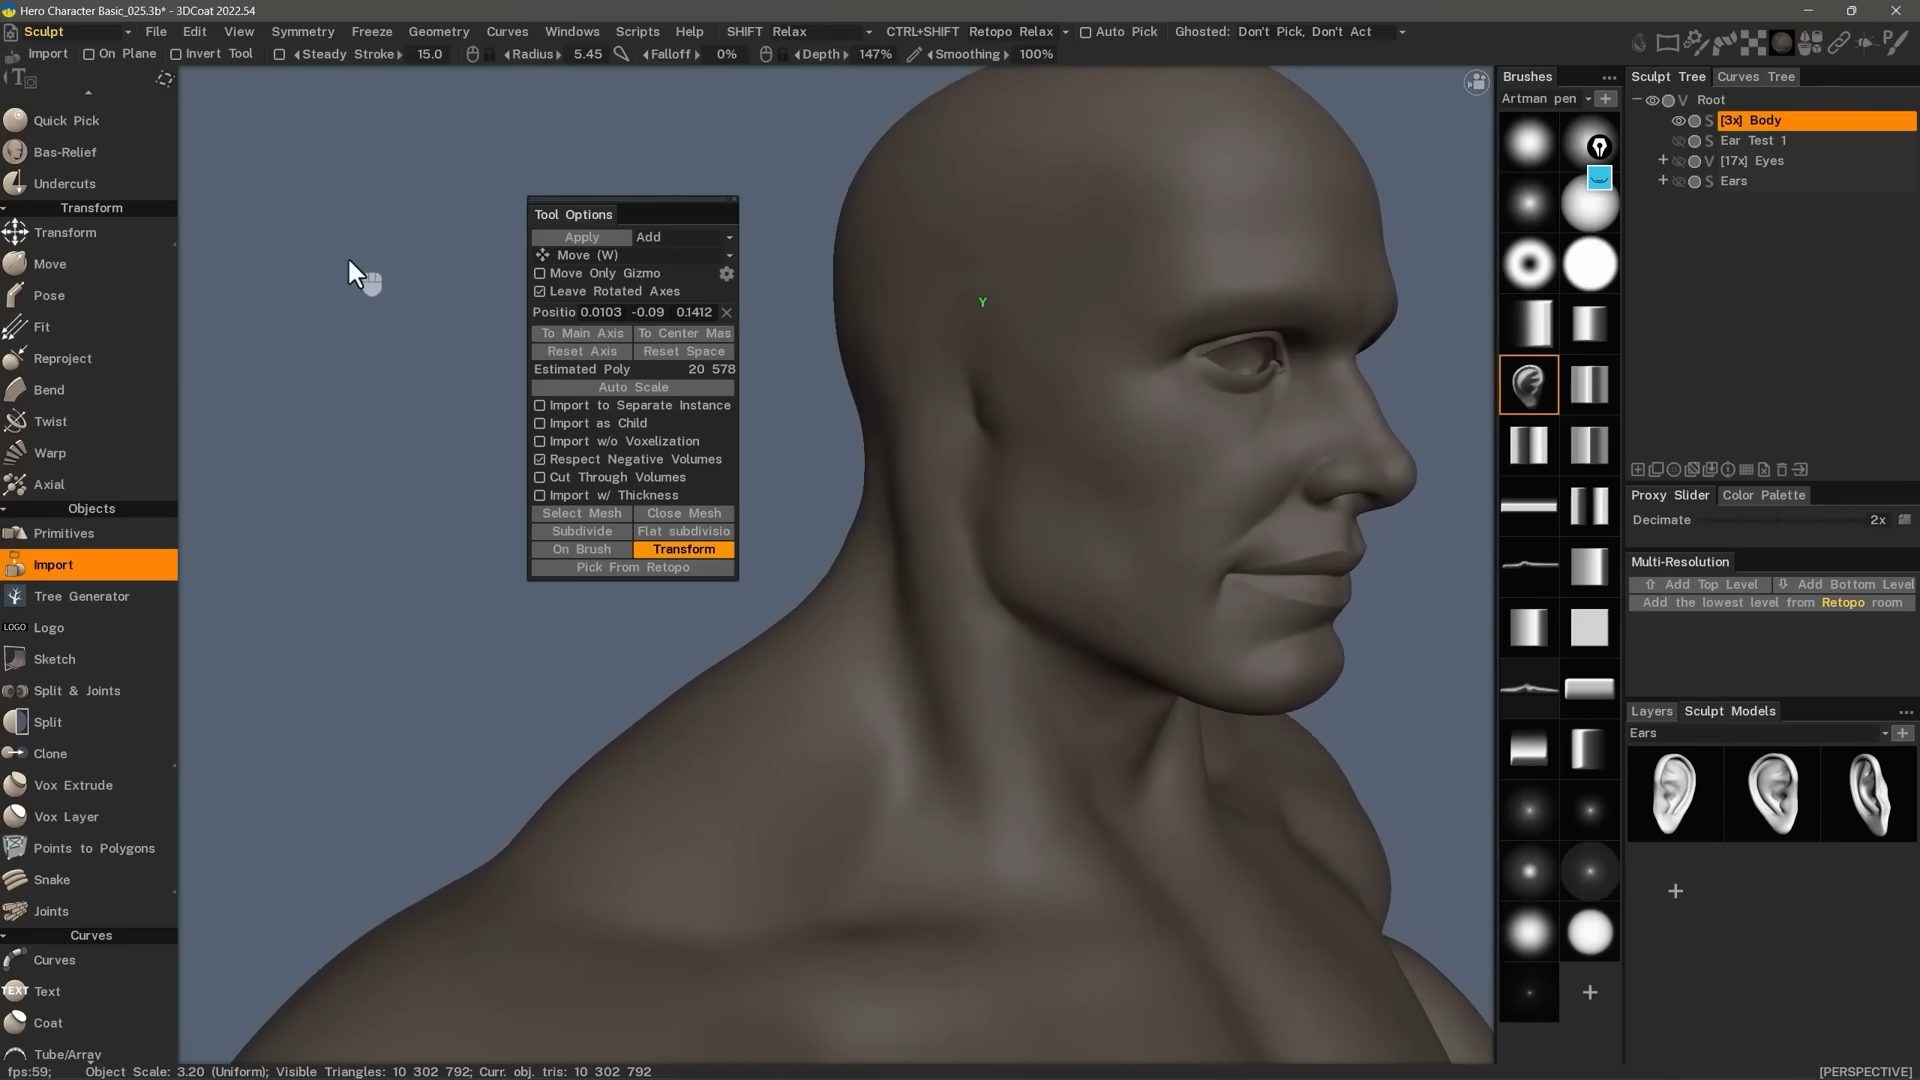 Hero Character Basic_025.3b* - 3DCoat 2022.54
Sculpt File Edit View Symmetry Freeze Geometry Curves Windows Scripts Help SHIFT Relax CTRL+SHIFT Retopo Relax Auto Pick Ghosted: Don't Pick, Don't Act
Import On Plane Invert Tool Steady Stroke 15.0 Radius 5.45 Falloff 0% Depth 147% Smoothing 100%
Quick Pick
Bas-Relief
Undercuts
Transform
Transform
Move
Pose
Fit
Reproject
Bend
Twist
Warp
Axial
Objects
Primitives
Import
Tree Generator
LOGO Logo
Sketch
Split & Joints
Split
Clone
Vox Extrude
Vox Layer
Points to Polygons
Snake
Joints
Curves
Curves
TEXT Text
Coat
Tube/Array
Tool Options
Apply Add
Move (W)
Move Only Gizmo
Leave Rotated Axes
Positio 0.0103 -0.09 0.1412
To Main Axis To Center Mas
Reset Axis Reset Space
Estimated Poly 20 578
Auto Scale
Import to Separate Instance
Import as Child
Import w/o Voxelization
Respect Negative Volumes
Cut Through Volumes
Import w/ Thickness
Select Mesh Close Mesh
Subdivide Flat subdivisio
On Brush Transform
Pick From Retopo
Y
Brushes
Artman pen
Sculpt Tree Curves Tree
V Root
S [3x] Body
S Ear Test 1
V [17x] Eyes
S Ears
Proxy Slider Color Palette
Decimate 2x
Multi-Resolution
Add Top Level Add Bottom Level
Add the lowest level from Retopo room
Layers Sculpt Models
Ears
fps:59; Object Scale: 3.20 (Uniform); Visible Triangles: 10 302 792; Curr. obj. tris: 10 302 792 [PERSPECTIVE]